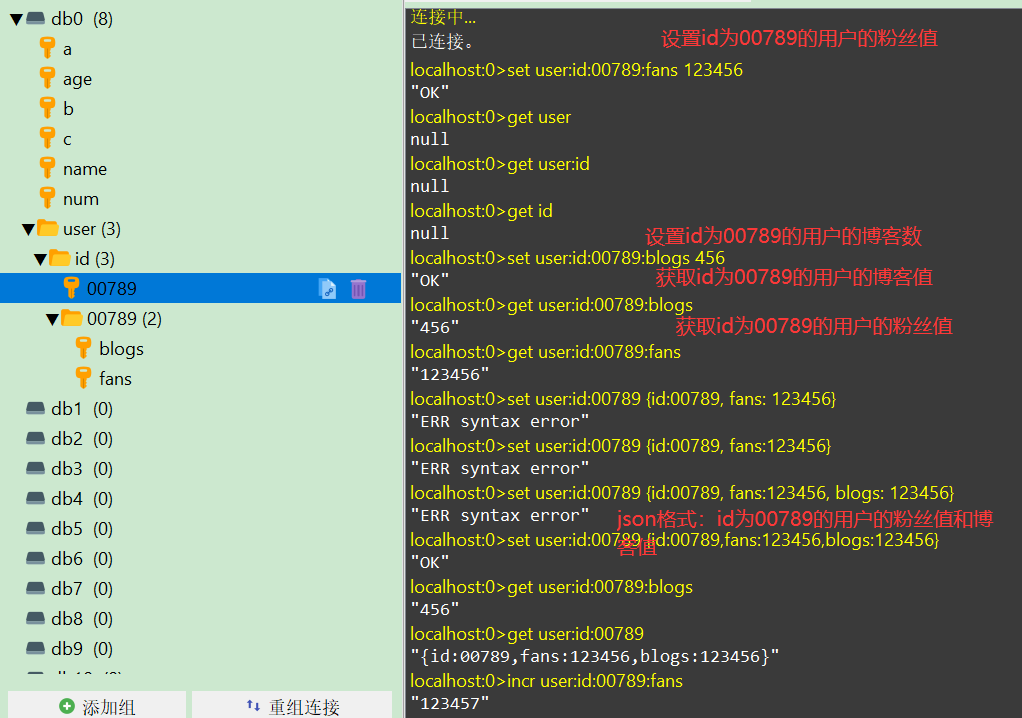 db0 (8)
a
age
b
c
name
num
user (3)
id (3)
00789
00789 (2)
blogs
fans
db1 (0)
db2 (0)
db3 (0)
db4 (0)
db5 (0)
db6 (0)
db7 (0)
db8 (0)
db9 (0)
添加组
重组连接
连接中...
已连接。
设置id为00789的用户的粉丝值
localhost:0>set user:id:00789:fans 123456
"OK"
localhost:0>get user
null
localhost:0>get user:id
null
localhost:0>get id
null
设置id为00789的用户的博客数
localhost:0>set user:id:00789:blogs 456
"OK"
获取id为00789的用户的博客值
localhost:0>get user:id:00789:blogs
"456"
获取id为00789的用户的粉丝值
localhost:0>get user:id:00789:fans
"123456"
localhost:0>set user:id:00789 {id:00789, fans: 123456}
"ERR syntax error"
localhost:0>set user:id:00789 {id:00789, fans:123456}
"ERR syntax error"
localhost:0>set user:id:00789 {id:00789, fans:123456, blogs: 123456}
"ERR syntax error"
json格式：id为00789的用户的粉丝值和博
客值
localhost:0>set user:id:00789 {id:00789,fans:123456,blogs:123456}
"OK"
localhost:0>get user:id:00789:blogs
"456"
localhost:0>get user:id:00789
"{id:00789,fans:123456,blogs:123456}"
localhost:0>incr user:id:00789:fans
"123457"